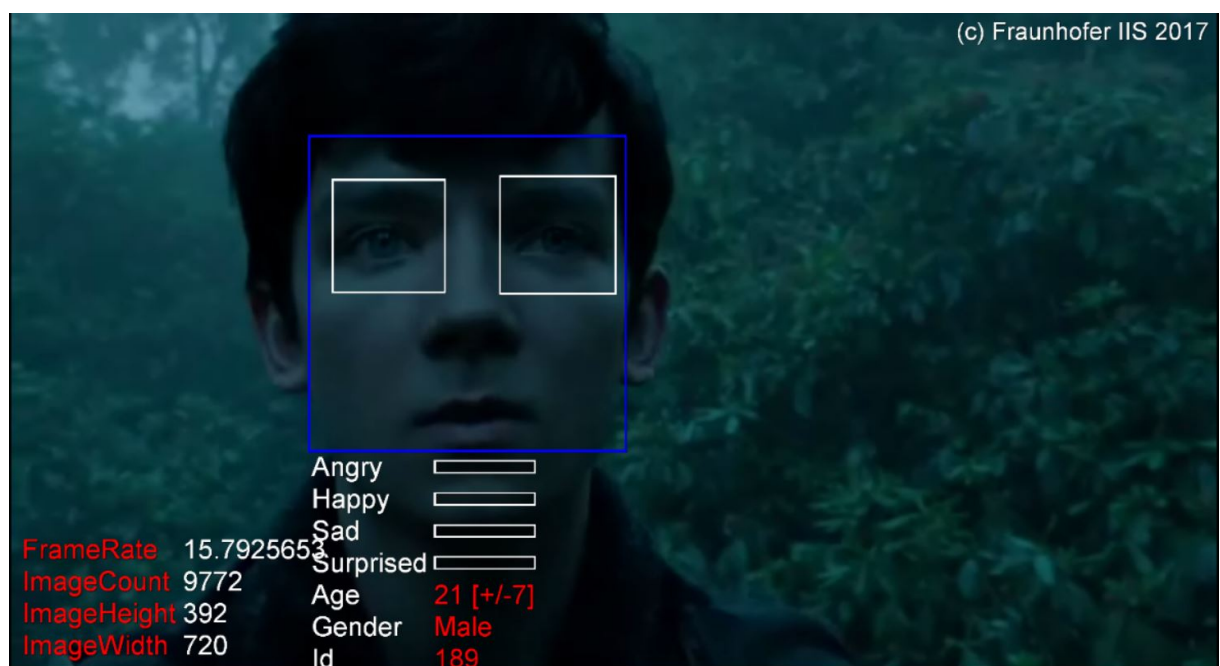 (c) Fraunhofer IIS 2017
Angry
Happy
Sad
Surprised
Age 21 [+/-7]
Gender Male
Id 189
FrameRate 15.7925653
ImageCount 9772
ImageHeight 392
ImageWidth 720